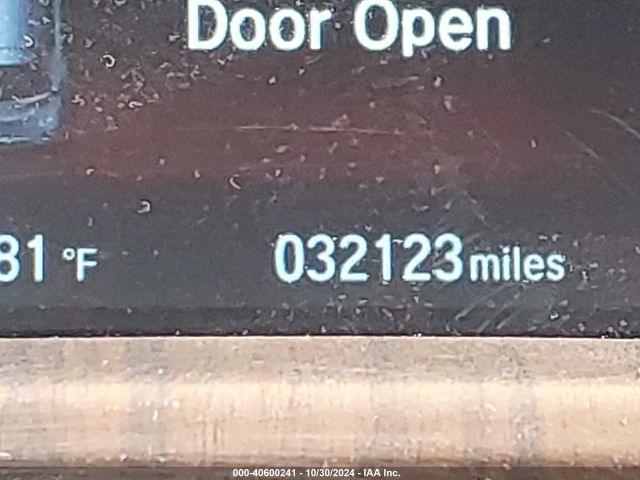 Door Open
81 °F 032123 miles
000-40600241 - 10/30/2024 - IAA Inc.